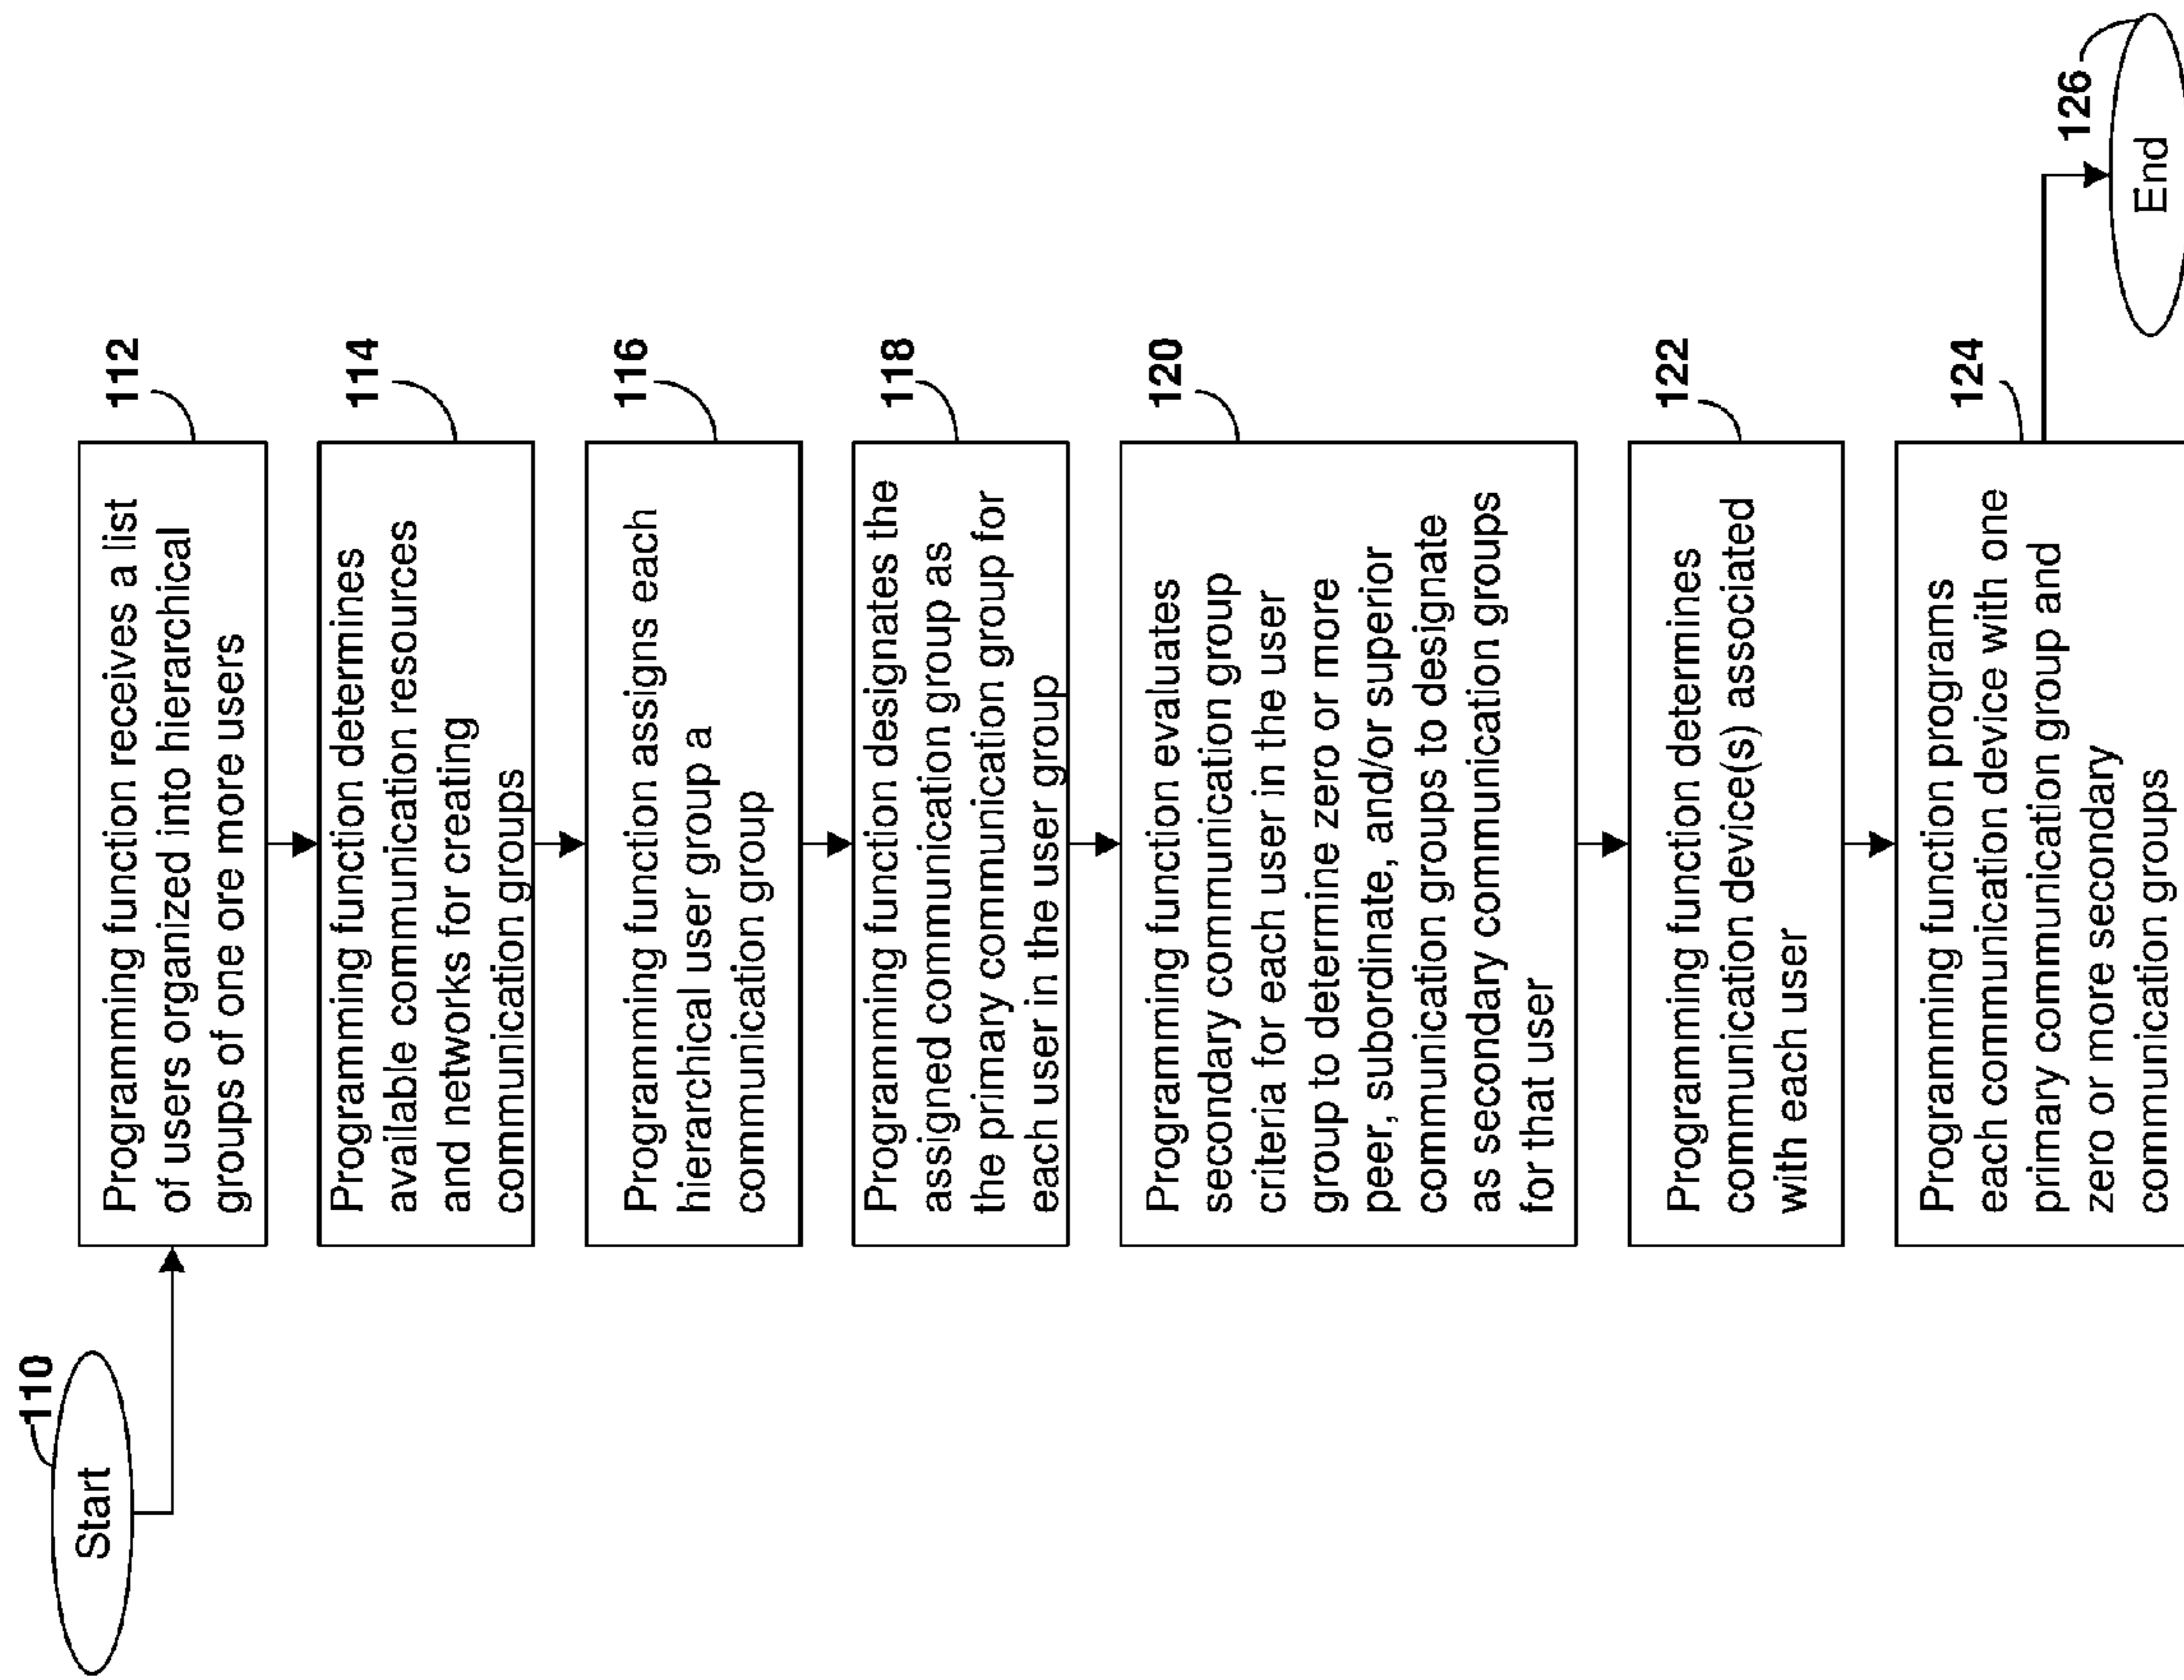 110
Start
112
Programming function receives a list
of users organized into hierarchical
groups of one ore more users
114
Programming function determines
available communication resources
and networks for creating
communication groups
116
Programming function assigns each
hierarchical user group a
communication group
118
Programming function designates the
assigned communication group as
the primary communication group for
each user in the user group
120
Programming function evaluates
secondary communication group
criteria for each user in the user
group to determine zero or more
peer, subordinate, and/or superior
communication groups to designate
as secondary communication groups
for that user
122
Programming function determines
communication device(s) associated
with each user
124
Programming function programs
each communication device with one
primary communication group and
zero or more secondary
communication groups
126
End